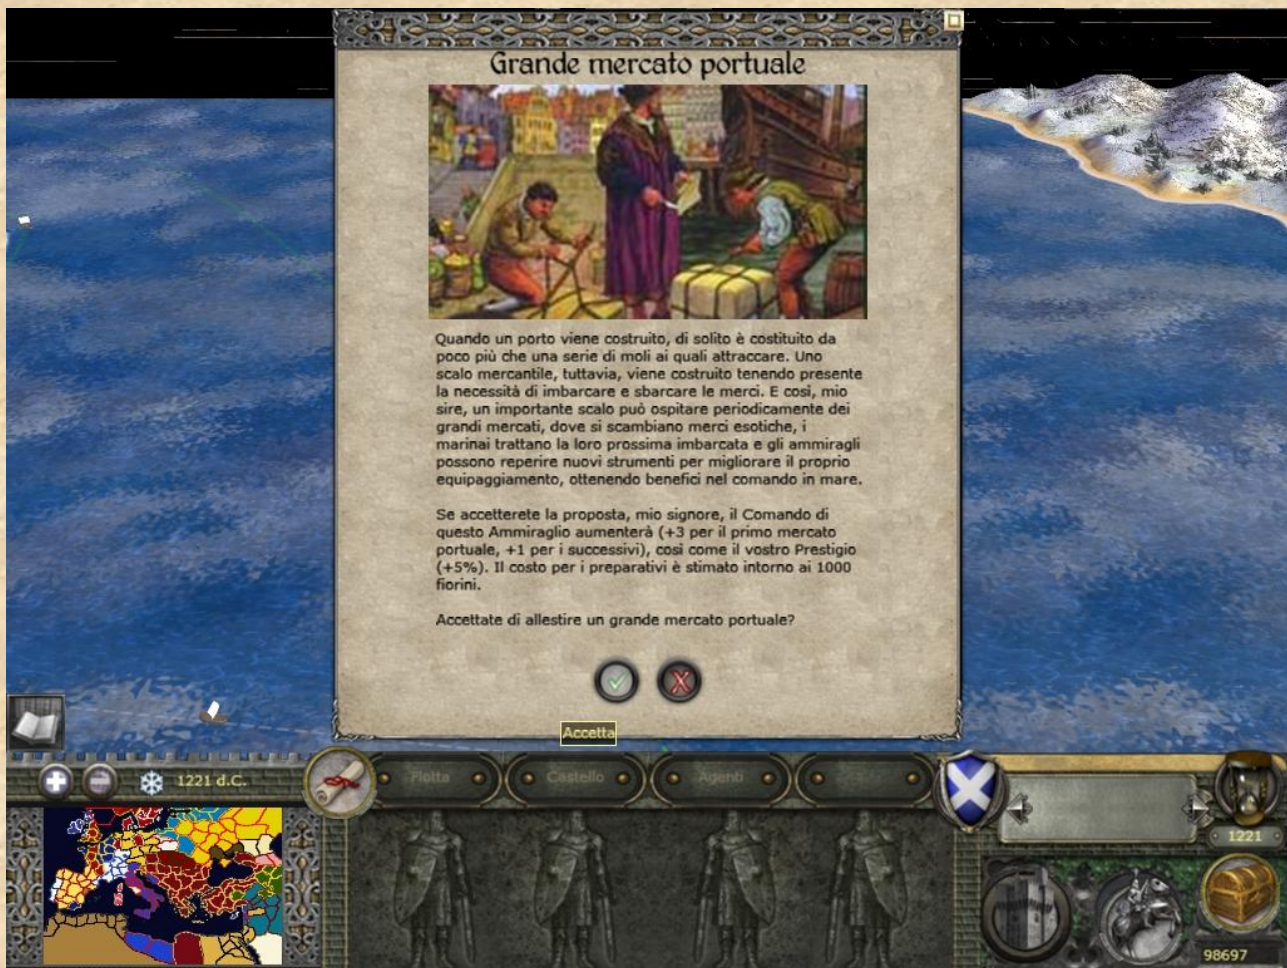 Grande mercato portuale
Quando un porto viene costruito, di solito è costituito da
poco più che una serie di moli ai quali attraccare. Uno
scalo mercantile, tuttavia, viene costruito tenendo presente
la necessità di imbarcare e sbarcare le merci. E così, mio
sire, un importante scalo può ospitare periodicamente dei
grandi mercati, dove si scambiano merci esotiche, i
marinai trattano la loro prossima imbarcata e gli ammiragli
possono reperire nuovi strumenti per migliorare il proprio
equipaggiamento, ottenendo benefici nel comando in mare.
Se accetterete la proposta, mio signore, il Comando di
questo Ammiraglio aumenterà (+3 per il primo mercato
portuale, +1 per i successivi), così come il vostro Prestigio
(+5%). Il costo per i preparativi è stimato intorno ai 1000
fiorini.
Accettate di allestire un grande mercato portuale?
Accetta
1221 d.C.
Flotta
Castello
Agenti
1221
98697